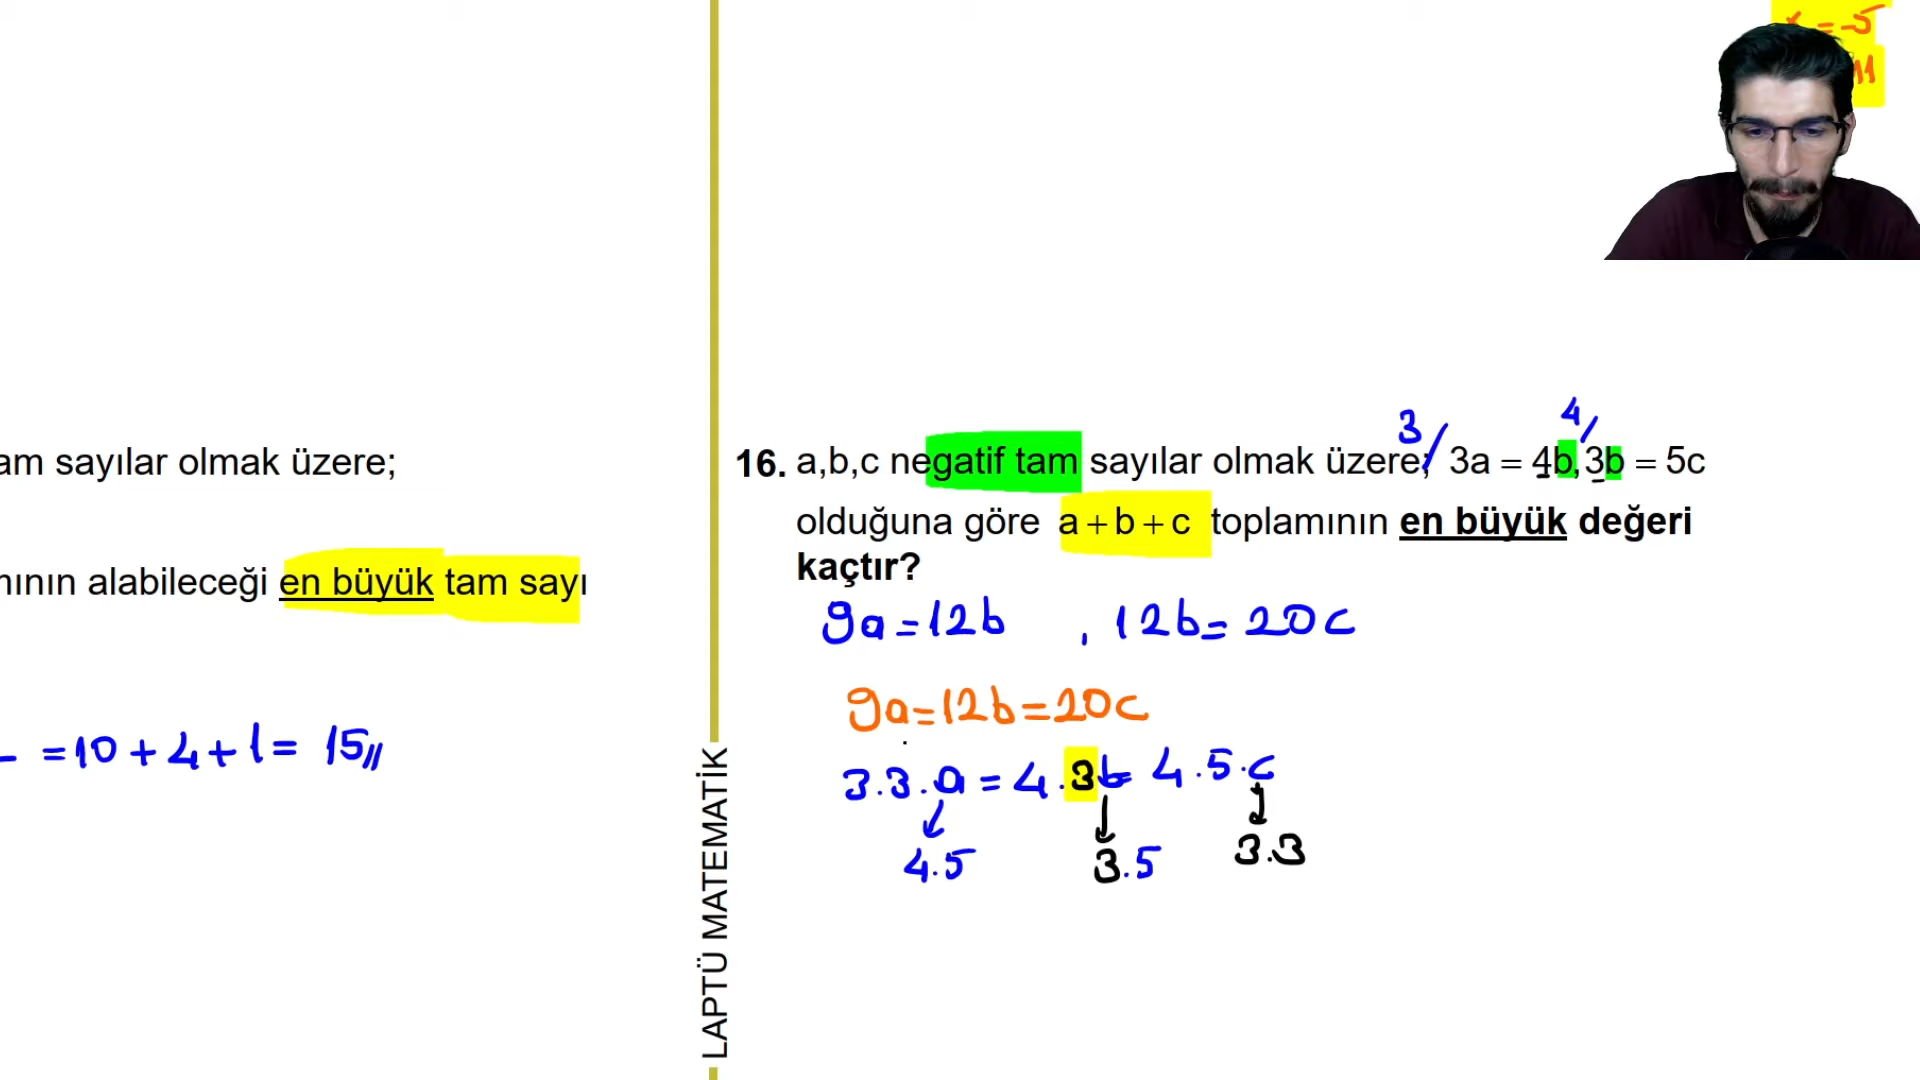 = -5
11
am sayılar olmak üzere;
alabileceği en büyük tam sayı
= 10 + 4 + 1 = 15//
LAPTÜ MATEMATİK
3/ 4/
16. a,b,c negatif tam sayılar olmak üzere; 3a = 4b, 3b = 5c
olduğuna göre a + b + c toplamının en büyük değeri
kaçtır?
9a = 12b , 12b = 20c
9a = 12b = 20c
3.3.a = 4.3b = 4.5.c
4.5 3.5 3.3